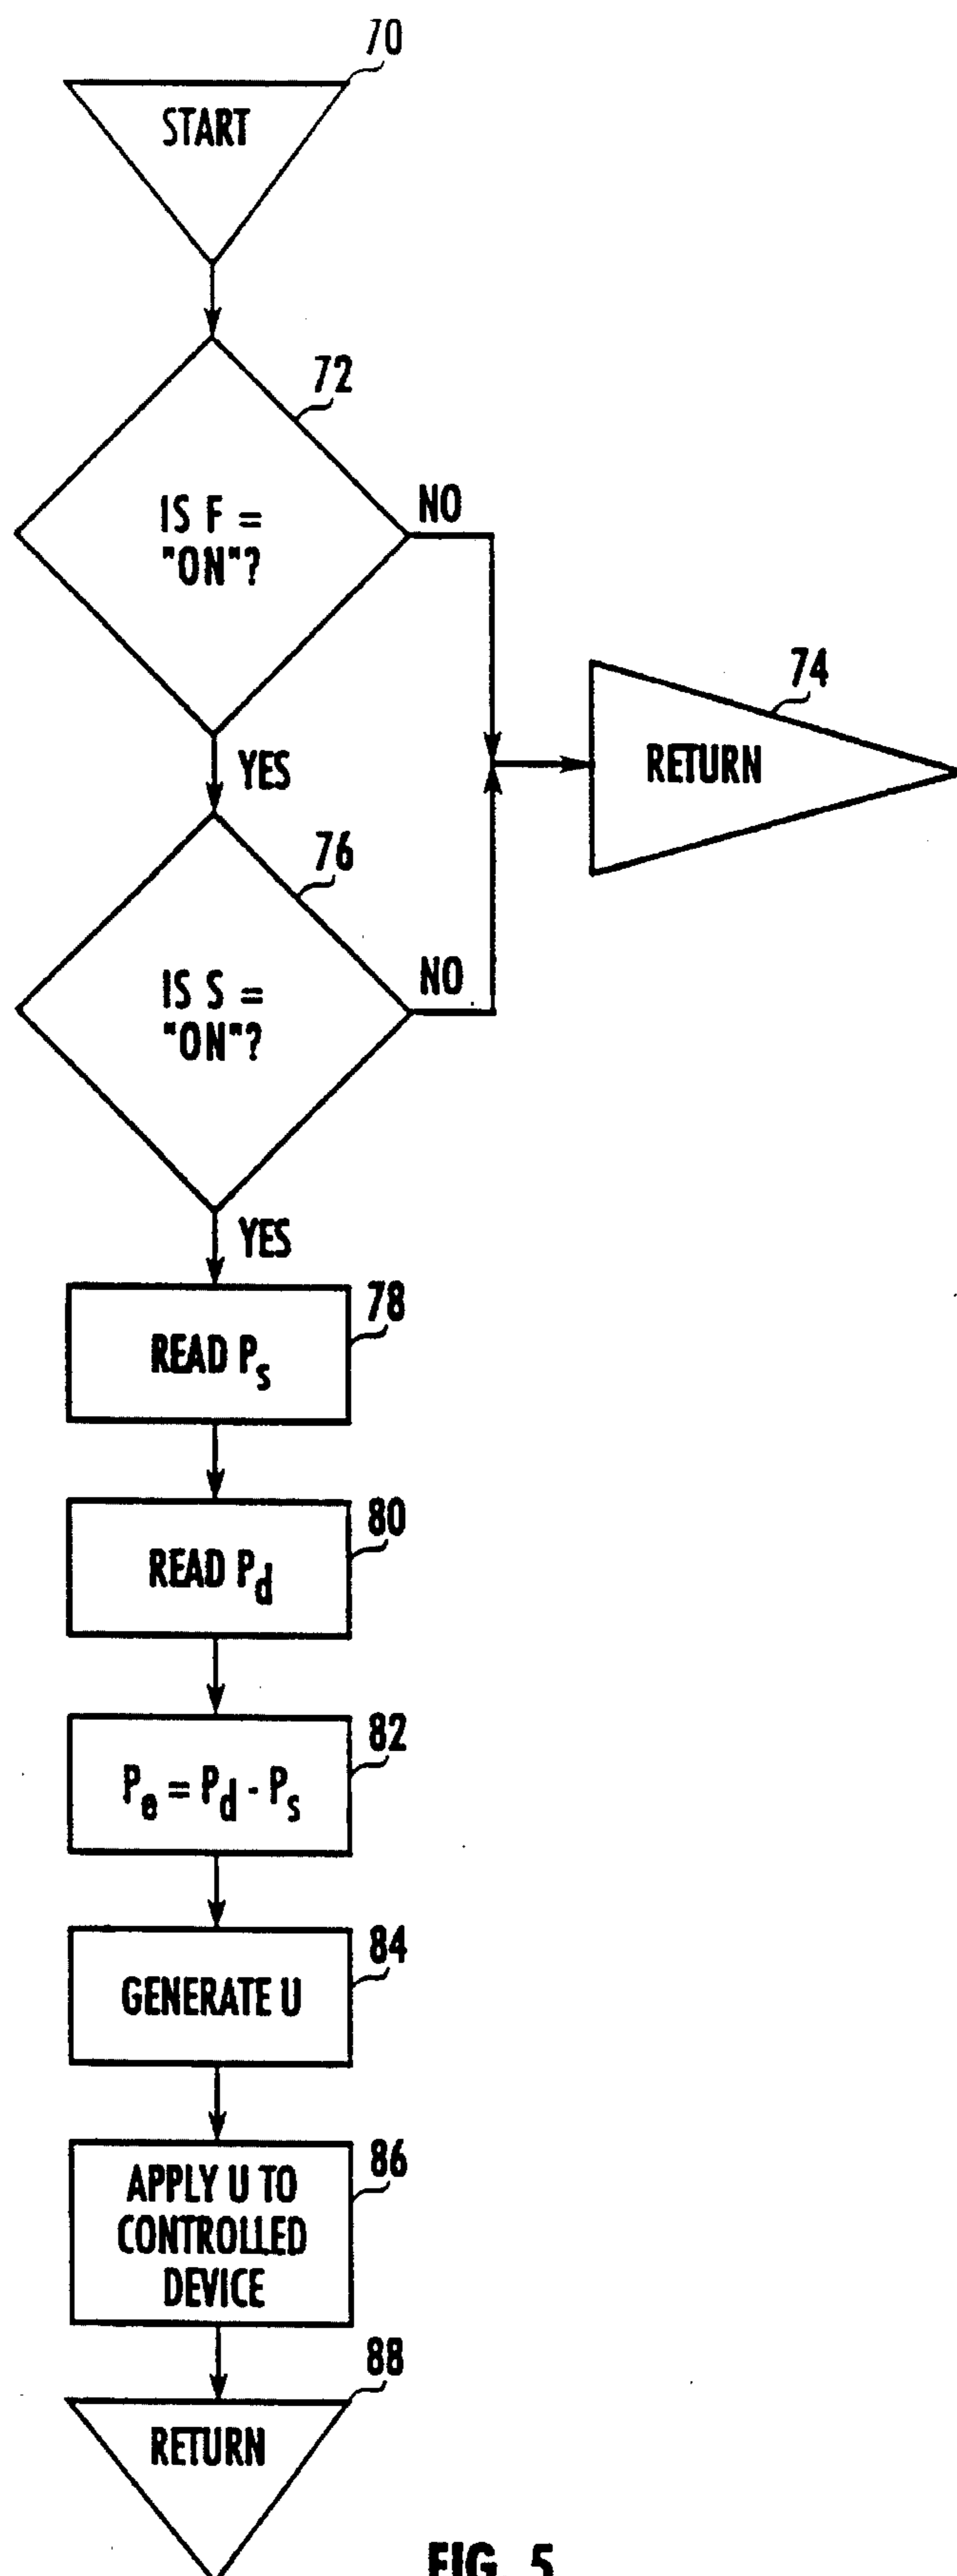 70
START
72
IS F =
"ON"?
NO
74
RETURN
YES
76
IS S =
"ON"?
NO
YES
78
READ Ps
80
READ Pd
82
Pe = Pd - Ps
84
GENERATE U
86
APPLY U TO
CONTROLLED
DEVICE
88
RETURN
FIG. 5